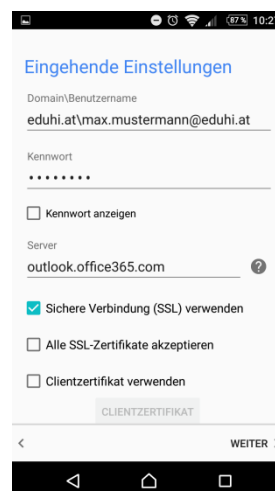 87% 10:2
Eingehende Einstellungen
Domain\Benutzername
eduhi.at\max.mustermann@eduhi.at
Kennwort
••••••••
Kennwort anzeigen
Server
outlook.office365.com
?
Sichere Verbindung (SSL) verwenden
Alle SSL-Zertifikate akzeptieren
Clientzertifikat verwenden
CLIENTZERTIFIKAT
WEITER